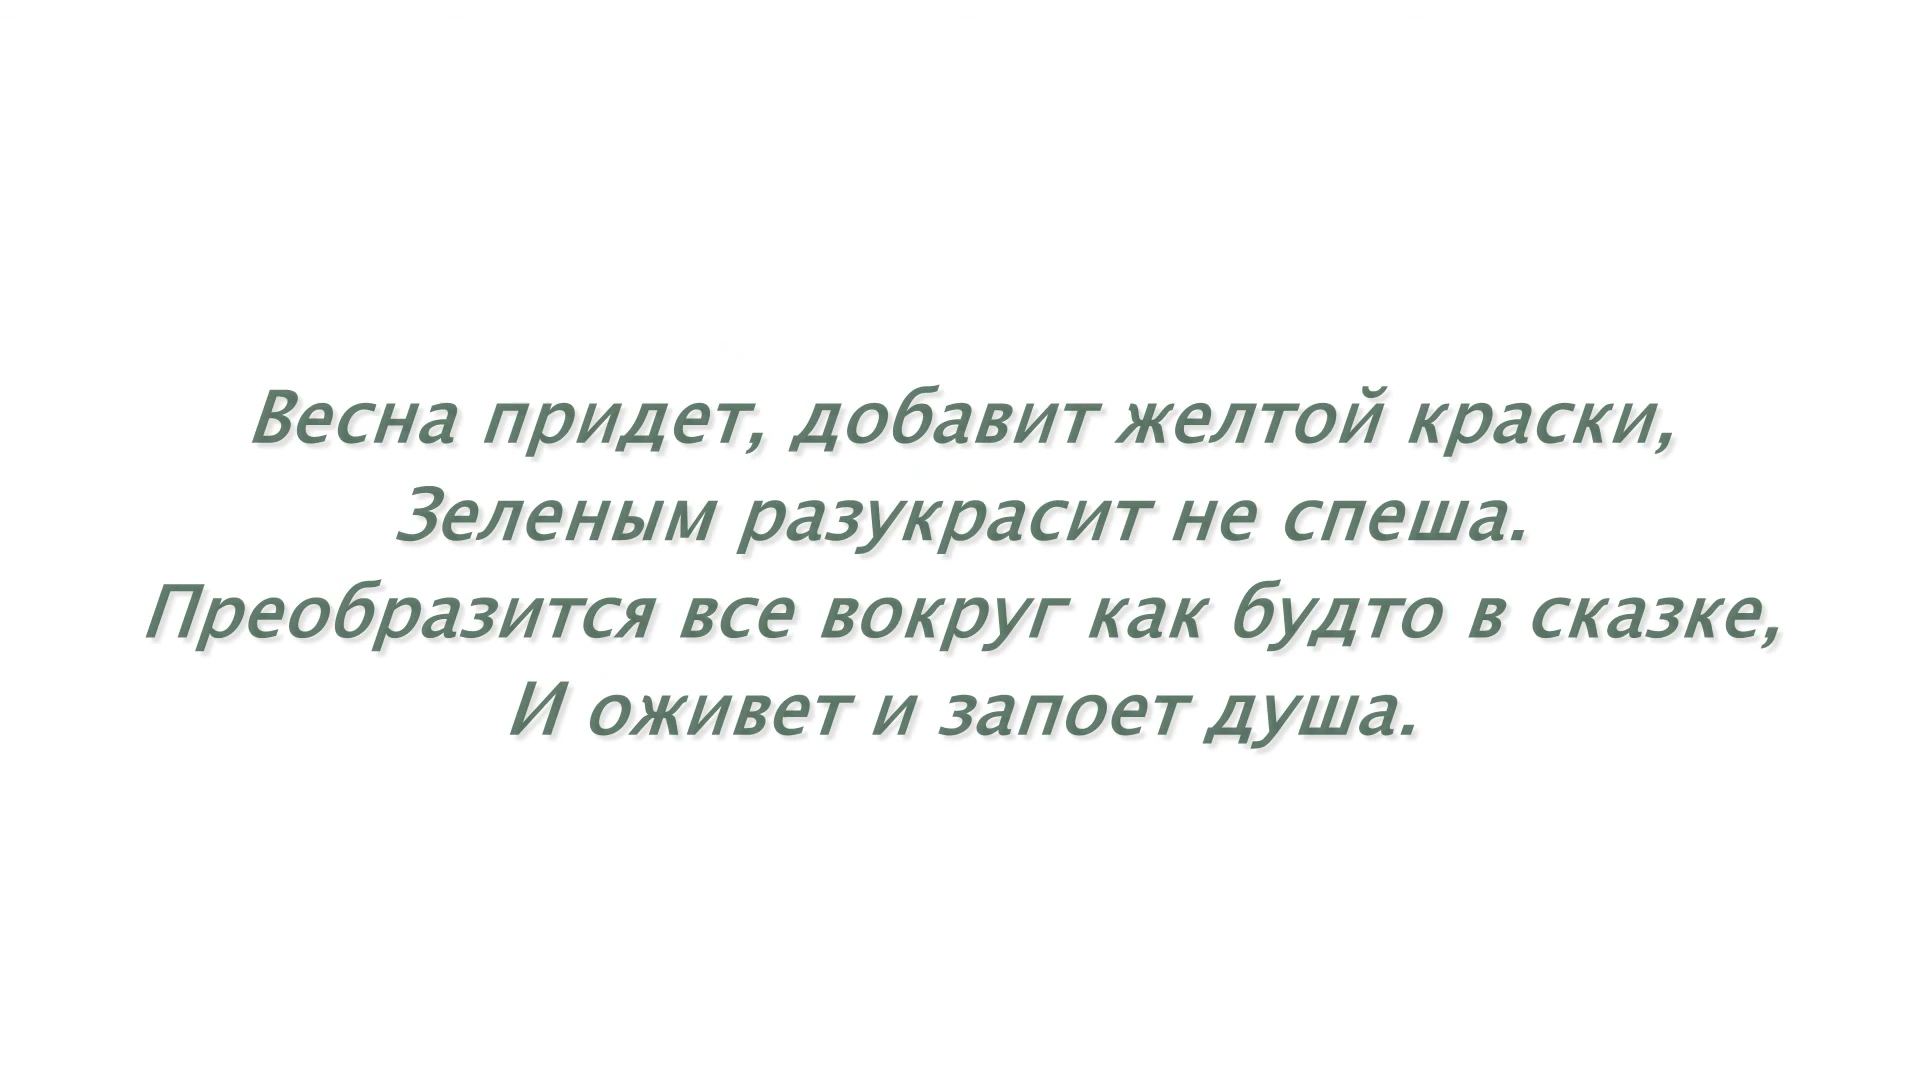 Весна придет, добавит желтой краски,
Зеленым разукрасит не спеша.
Преобразится все вокруг как будто в сказке,
И оживет и запоет душа.